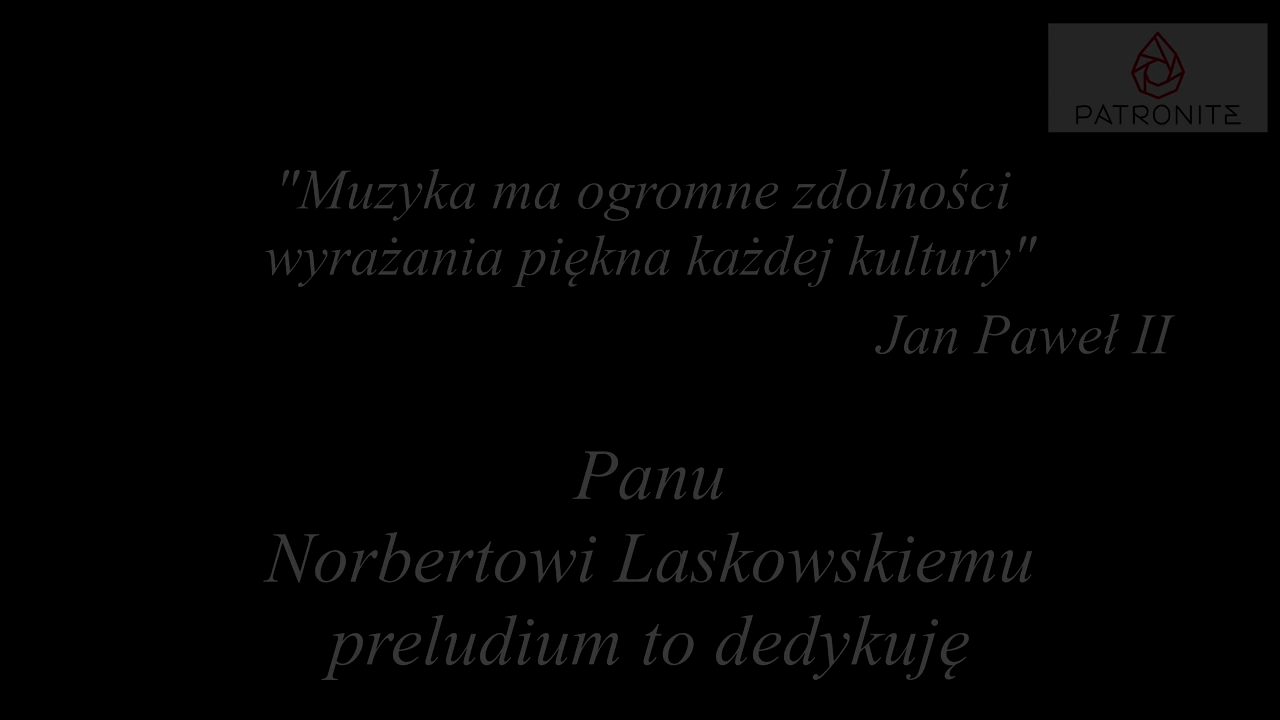 PATRONITE
"Muzyka ma ogromne zdolności
wyrażania piękna każdej kultury"
Jan Paweł II
Panu
Norbertowi Laskowskiemu
preludium to dedykuję